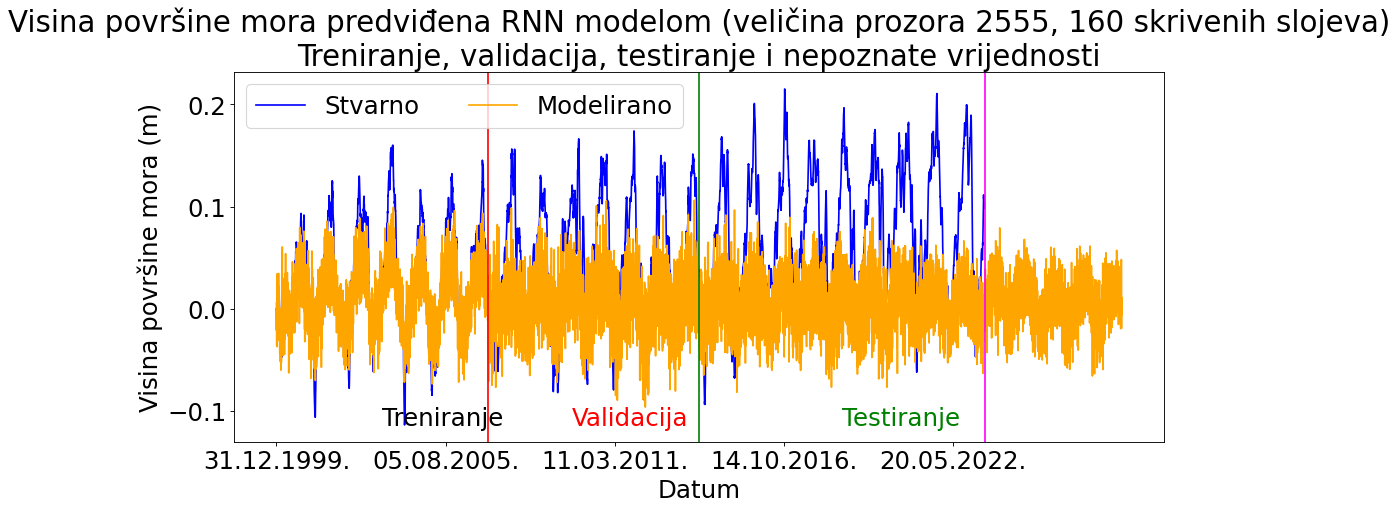 Visina površine mora predviđena RNN modelom (veličina prozora 2555, 160 skrivenih slojeva)
Treniranje, validacija, testiranje i nepoznate vrijednosti
Stvarno
Modelirano
Visina površine mora (m)
0.2
0.1
0.0
−0.1
Treniranje
Validacija
Testiranje
31.12.1999.
05.08.2005.
11.03.2011.
14.10.2016.
20.05.2022.
Datum